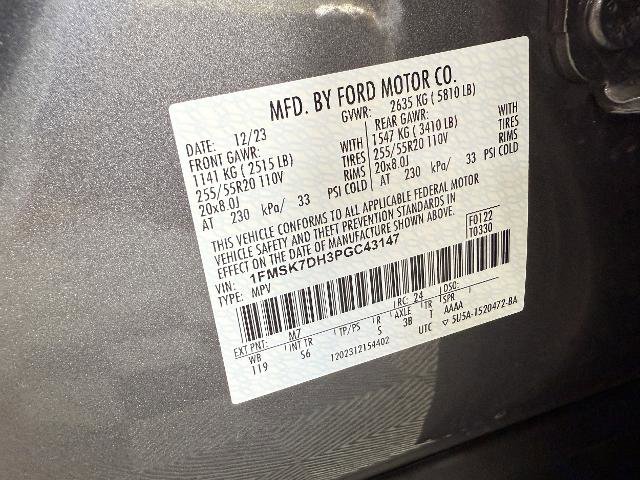 MFD. BY FORD MOTOR CO.
DATE: 12/23 GVWR: 2635 KG ( 5810 LB)
FRONT GAWR: WITH REAR GAWR: WITH
1141 KG ( 2515 LB) TIRES 1547 KG ( 3410 LB) TIRES
255/55R20 110V RIMS 255/55R20 110V RIMS
20x8.0J PSI COLD 20x8.0J PSI COLD
AT 230 kPa/ 33 AT 230 kPa/ 33
THIS VEHICLE CONFORMS TO ALL APPLICABLE FEDERAL MOTOR
VEHICLE SAFETY AND THEFT PREVENTION STANDARDS IN
EFFECT ON THE DATE OF MANUFACTURE SHOWN ABOVE.
VIN: 1FMSK7DH3PGC43147 F0122
TYPE: MPV T0330
EXT PNT: M7 RC: 24 DSO:
WB INT TR TP/PS R AXLE TR SPR
119 S6 5 3B T AAAA
1202312154402 UTC ▽ 5U5A-1520472-BA